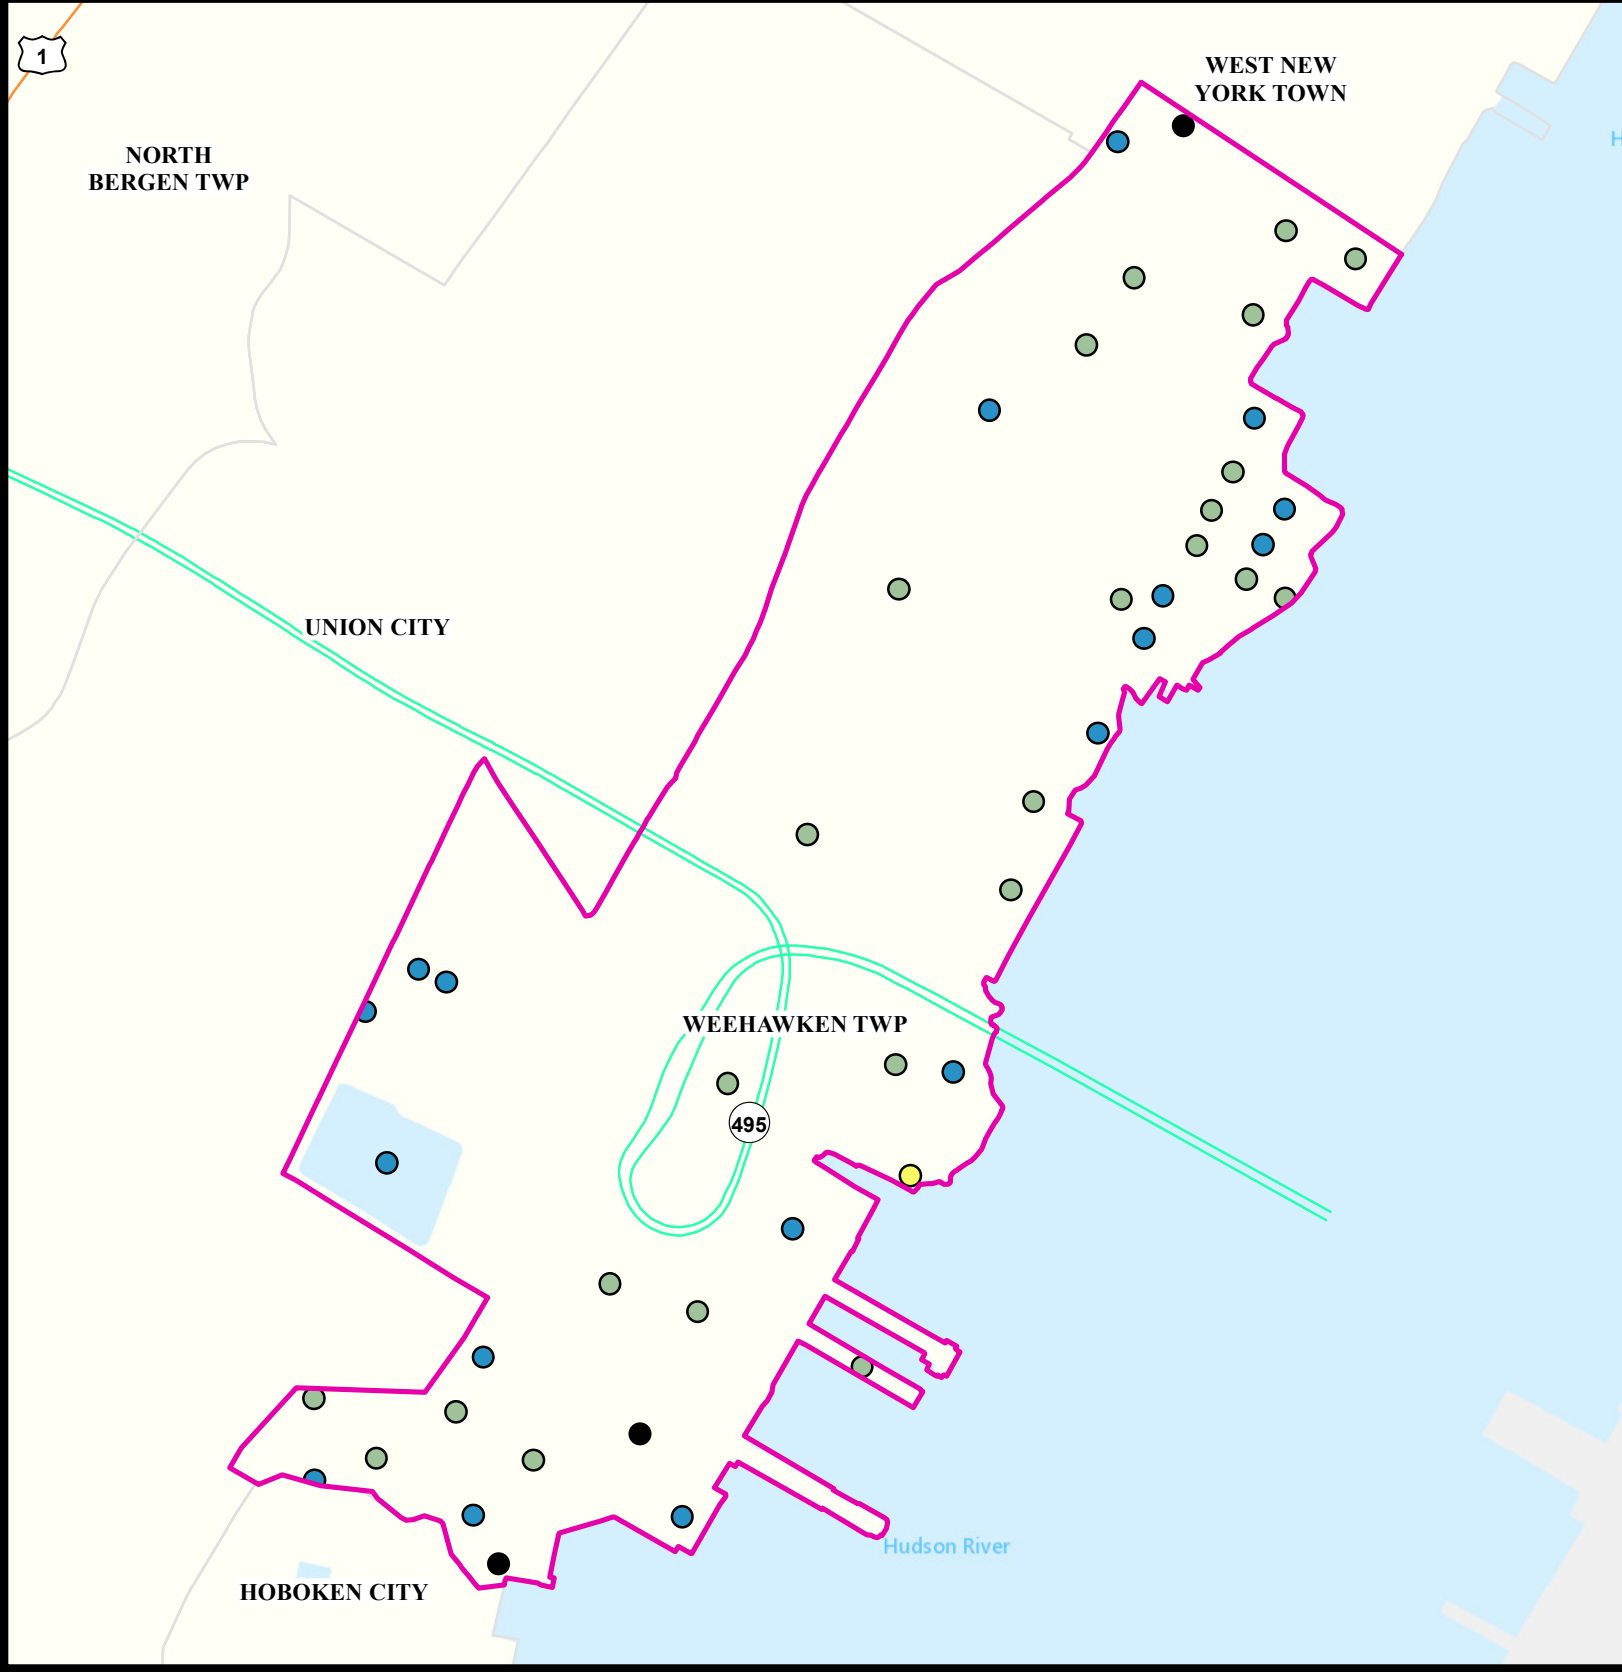 1
WEST NEW
YORK TOWN
H
NORTH
BERGEN TWP
UNION CITY
WEEHAWKEN TWP
495
Hudson River
HOBOKEN CITY